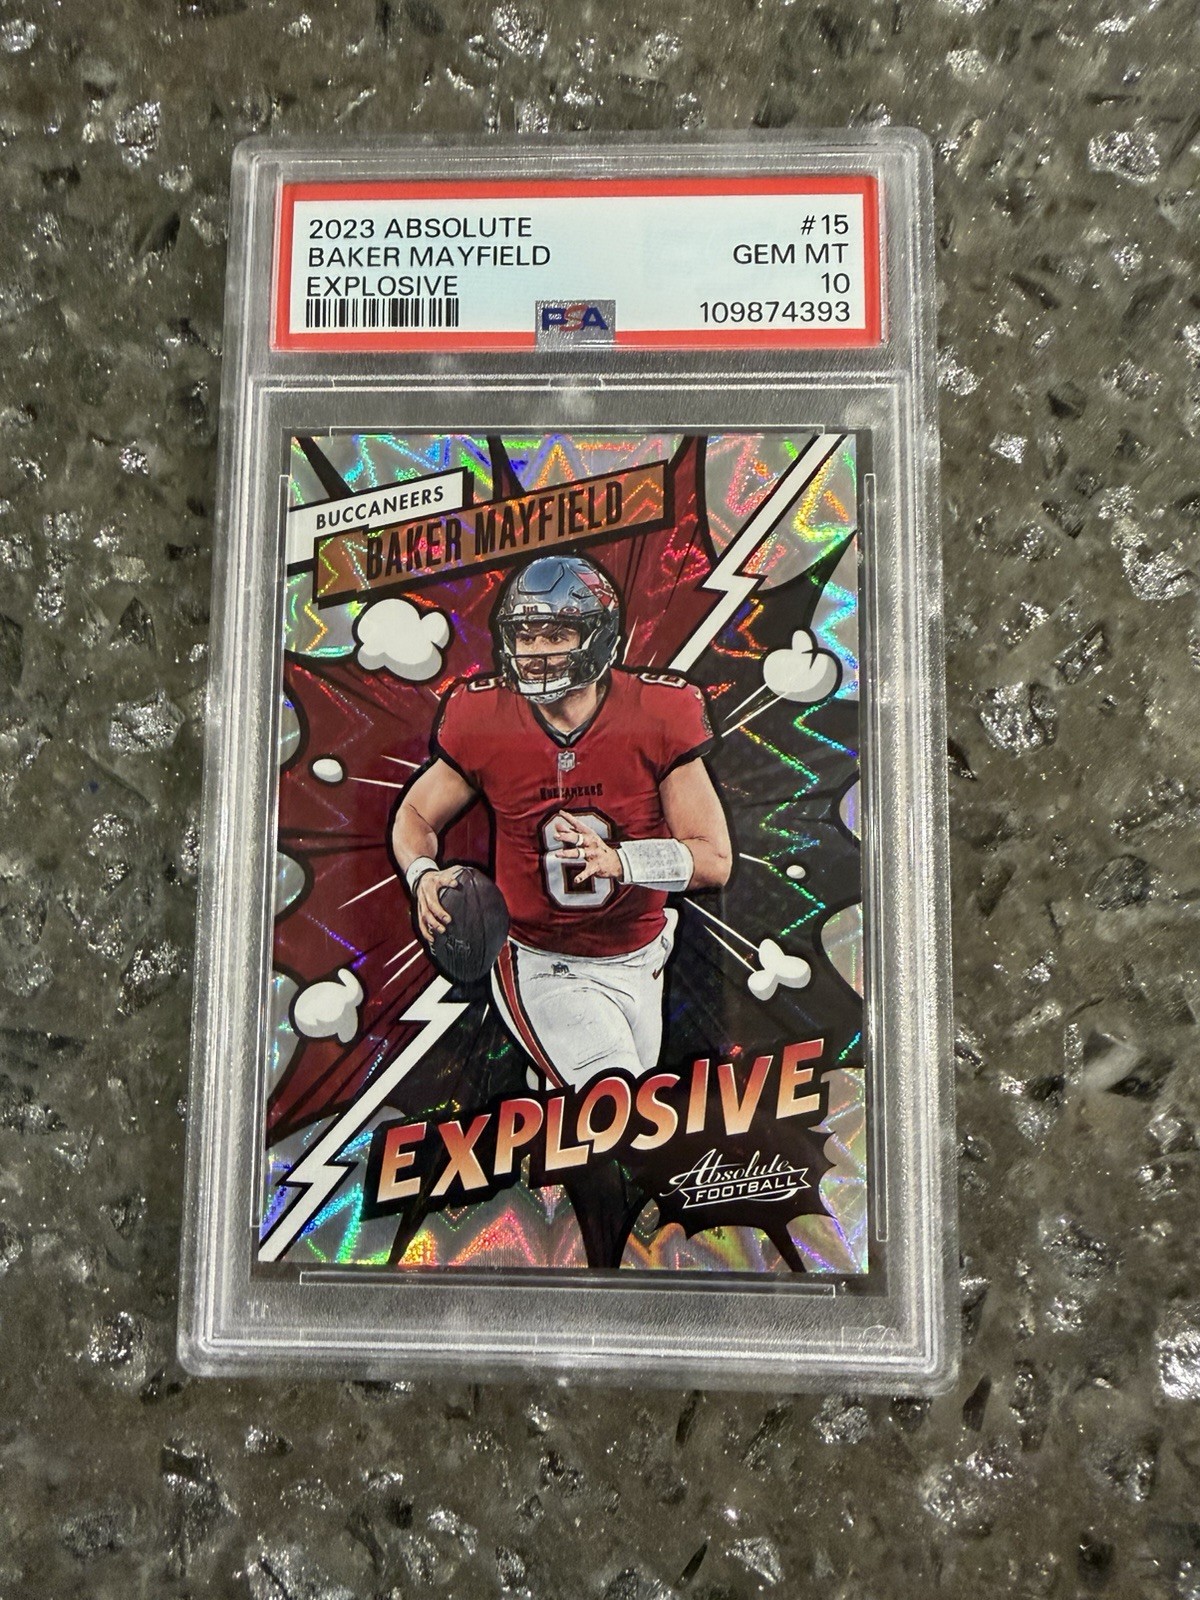 2023 ABSOLUTE #15
BAKER MAYFIELD GEM MT
EXPLOSIVE 10
PSA 109874393
BUCCANEERS
BAKER MAYFIELD
BUCCANEERS
6
EXPLOSIVE
Absolute
FOOTBALL